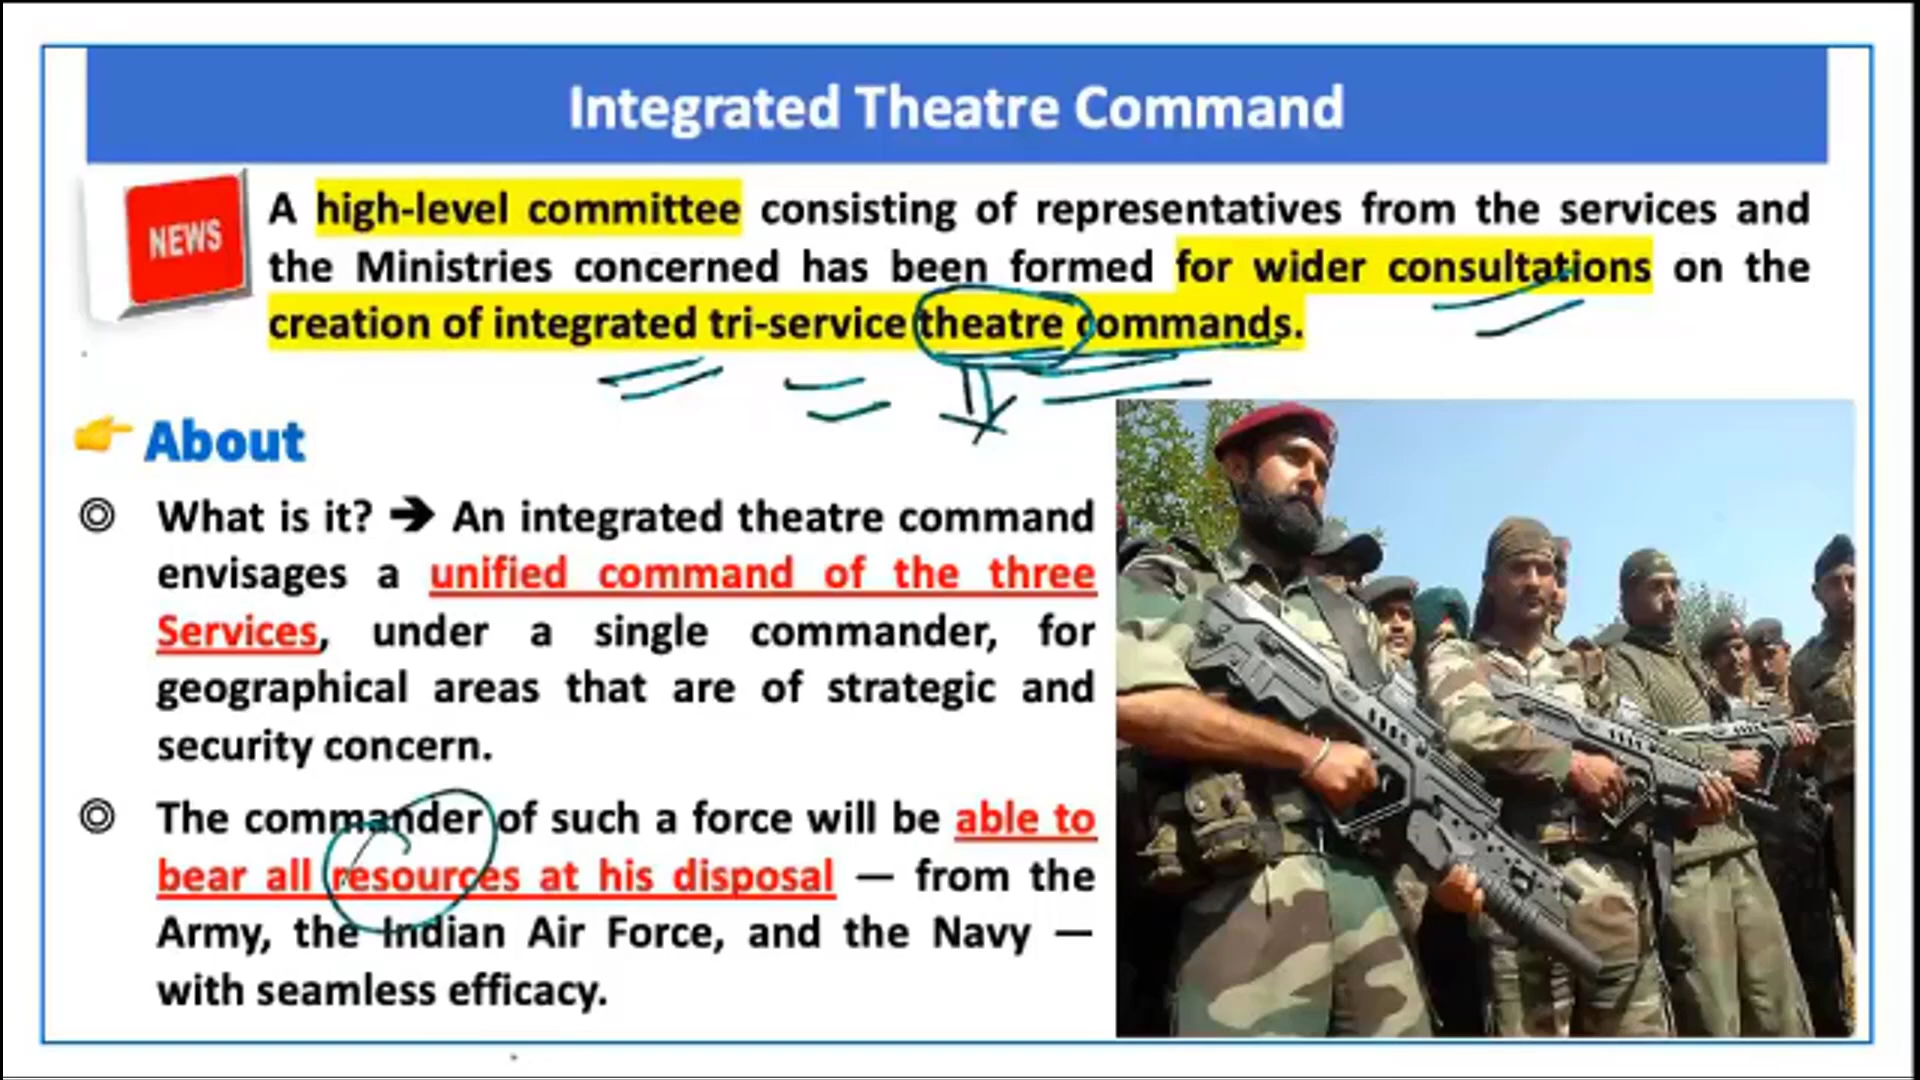 Integrated Theatre Command
NEWS
A high-level committee consisting of representatives from the services and
the Ministries concerned has been formed for wider consultations on the
creation of integrated tri-service theatre commands.
About
What is it? ➔ An integrated theatre command
envisages a unified command of the three
Services, under a single commander, for
geographical areas that are of strategic and
security concern.
The commander of such a force will be able to
bear all resources at his disposal — from the
Army, the Indian Air Force, and the Navy —
with seamless efficacy.